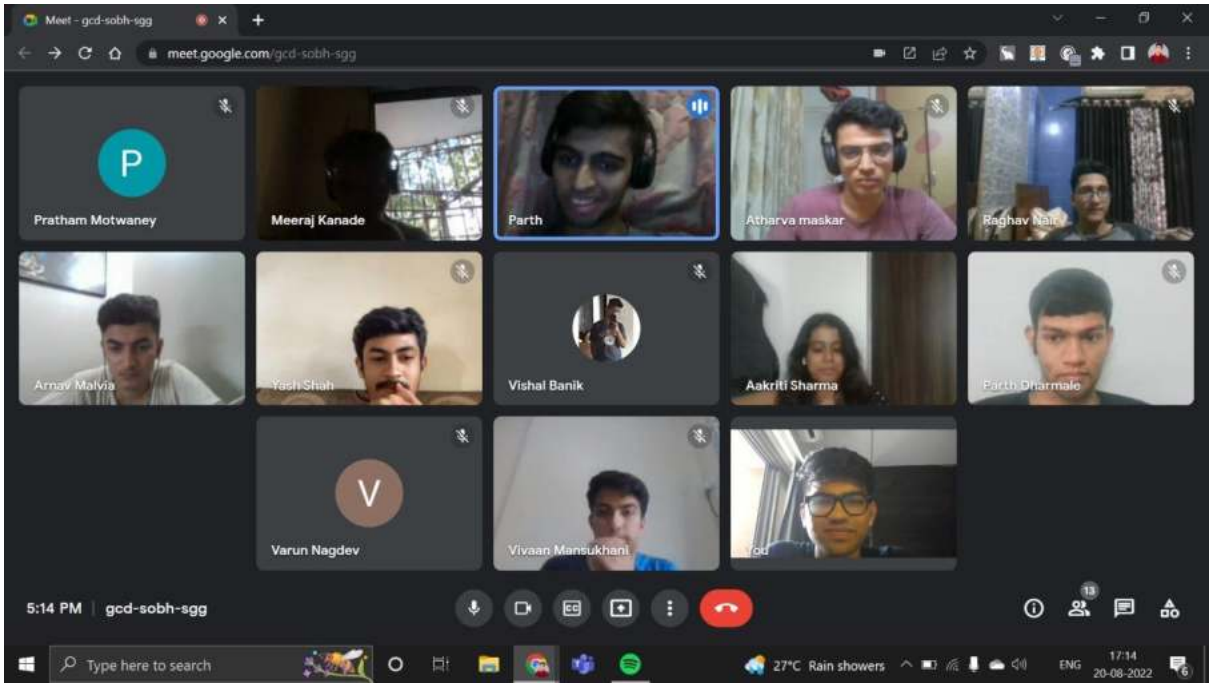 Meet - gcd-sobh-sgg
meet.google.com/gcd-sobh-sgg
P
Pratham Motwaney
Meeraj Kanade
Parth
Atharva maskar
Raghav Nair
Arnav Malvia
Yash Shah
Vishal Banik
Aakriti Sharma
Parth Dharmale
V
Varun Nagdev
Vivaan Mansukhani
You
5:14 PM | gcd-sobh-sgg
CC
13
Type here to search
27°C Rain showers
ENG
17:14
20-08-2022
6